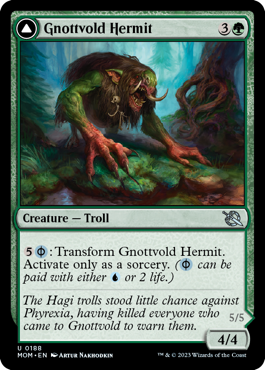 Gnottvold Hermit 3
Creature — Troll
5 : Transform Gnottvold Hermit.
Activate only as a sorcery. ( can
be paid with either or 2 life.)
The Hagi trolls stood little chance against
Phyrexia, having killed everyone who
came to Gnottvold to warn them.
5/5
4/4
U 0188
MOM • EN ARTUR NAKHODKIN
™ & © 2023 Wizards of the Coast